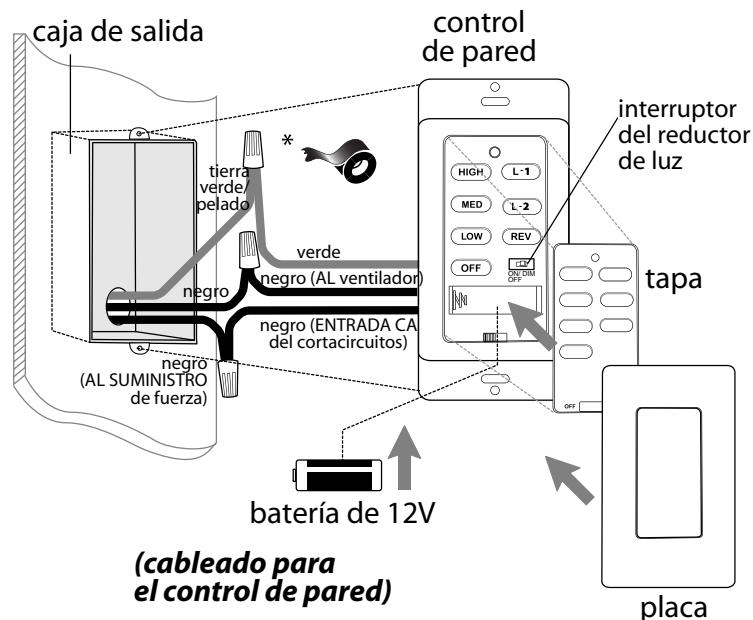 caja de salida
control
de pared
interruptor
del reductor
de luz
*
tierra
verde/
pelado
HIGH
L-1
MED
L-2
LOW
REV
OFF
ON/ DIM
OFF
verde
negro
negro (AL ventilador)
negro (ENTRADA CA
del cortacircuitos)
negro
(AL SUMINISTRO
de fuerza)
tapa
OFF
batería de 12V
(cableado para
el control de pared)
placa